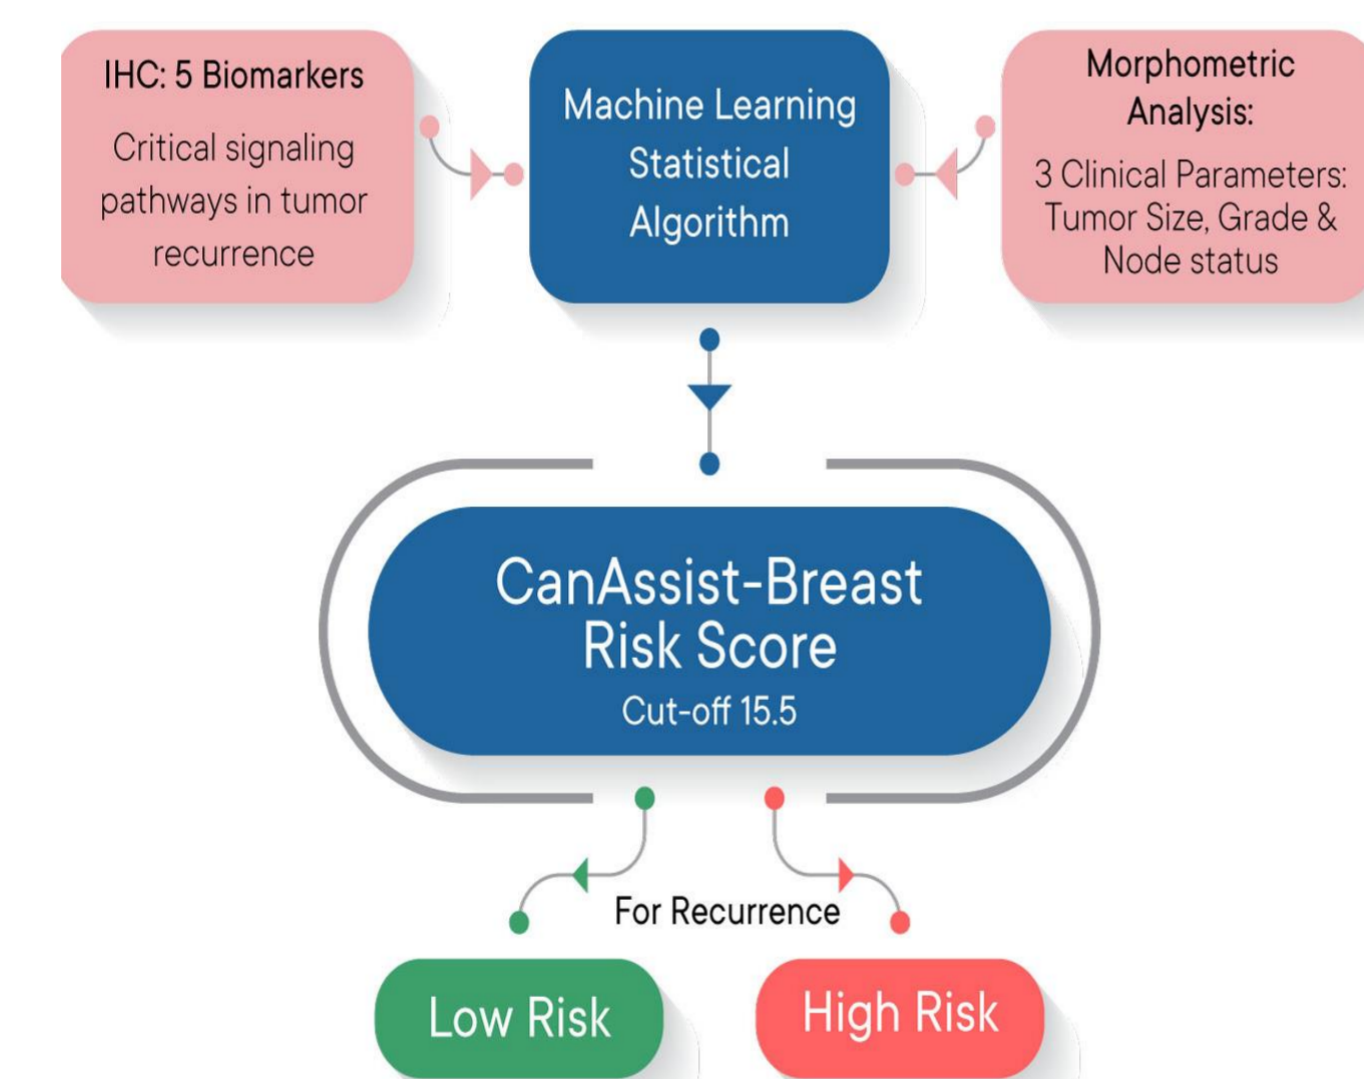 IHC: 5 Biomarkers
Critical signaling
pathways in tumor
recurrence
Machine Learning
Statistical
Algorithm
Morphometric
Analysis:
3 Clinical Parameters:
Tumor Size, Grade &
Node status
CanAssist-Breast
Risk Score
Cut-off 15.5
For Recurrence
Low Risk
High Risk